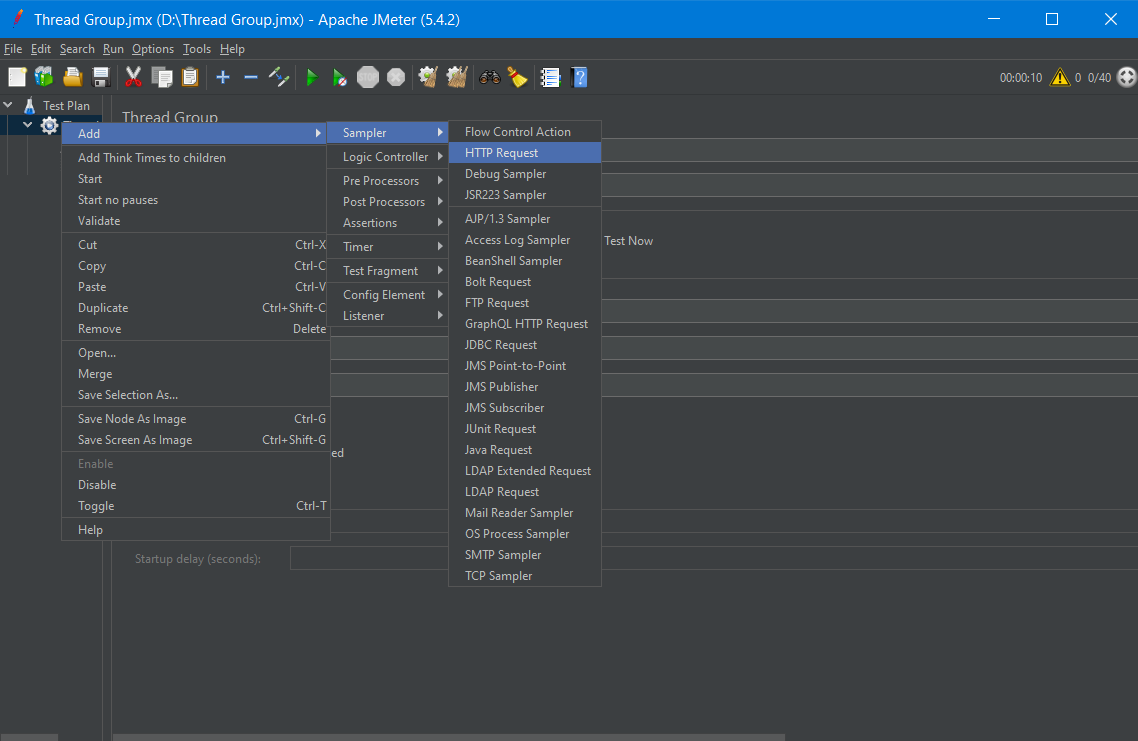 Thread Group.jmx (D:\Thread Group.jmx) - Apache JMeter (5.4.2)
File Edit Search Run Options Tools Help
STOP 00:00:10 0 0/40
Test Plan
Thread Group
Add
Add Think Times to children
Start
Start no pauses
Validate
Cut Ctrl-X
Copy Ctrl-C
Paste Ctrl-V
Duplicate Ctrl+Shift-C
Remove Delete
Open...
Merge
Save Selection As...
Save Node As Image Ctrl-G
Save Screen As Image Ctrl+Shift-G
Enable
Disable
Toggle Ctrl-T
Help
Sampler
Logic Controller
Pre Processors
Post Processors
Assertions
Timer
Test Fragment
Config Element
Listener
Flow Control Action
HTTP Request
Debug Sampler
JSR223 Sampler
AJP/1.3 Sampler
Access Log Sampler
BeanShell Sampler
Bolt Request
FTP Request
GraphQL HTTP Request
JDBC Request
JMS Point-to-Point
JMS Publisher
JMS Subscriber
JUnit Request
Java Request
LDAP Extended Request
LDAP Request
Mail Reader Sampler
OS Process Sampler
SMTP Sampler
TCP Sampler
Test Now
ed
Startup delay (seconds):